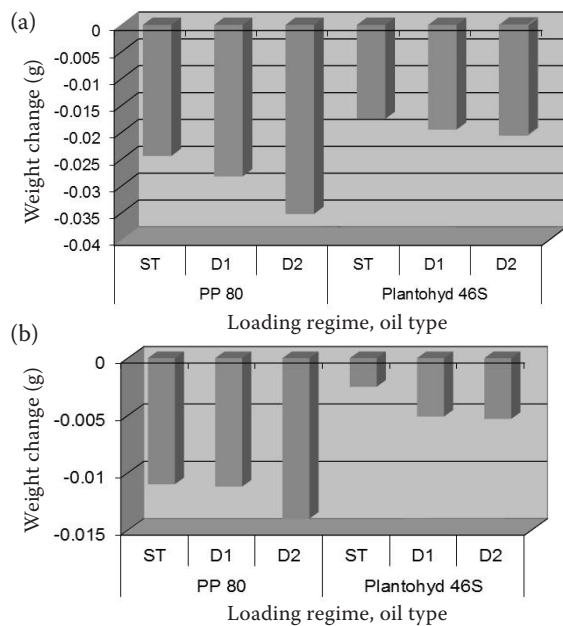 (a)
Weight change (g)
0
-0.005
-0.01
-0.015
-0.02
-0.025
-0.03
-0.035
-0.04
ST D1 D2 ST D1 D2
PP 80 Plantohyd 46S
Loading regime, oil type
(b)
Weight change (g)
0
-0.005
-0.01
-0.015
ST D1 D2 ST D1 D2
PP 80 Plantohyd 46S
Loading regime, oil type